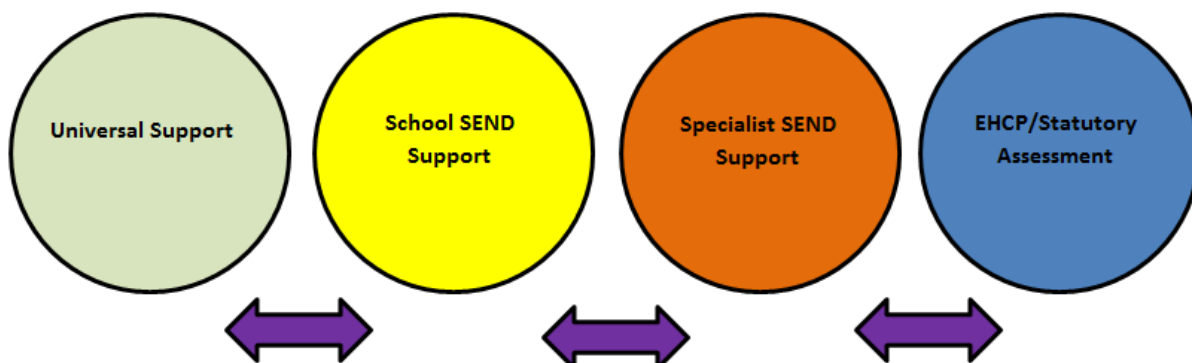 Universal Support
School SEND
Support
Specialist SEND
Support
EHCP/Statutory
Assessment